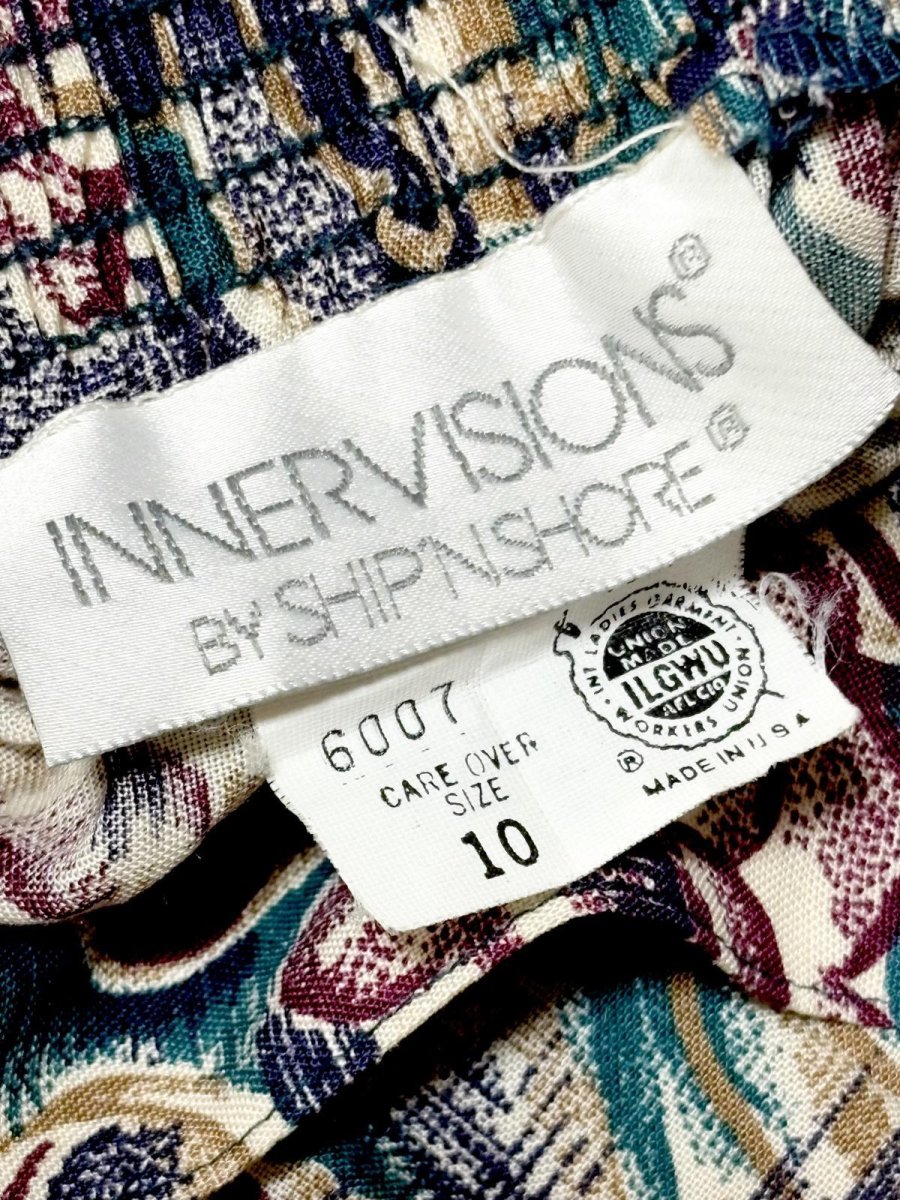 INNERVISIONS®
BY SHIP'N SHORE®
6007
CARE OVER
SIZE
10
INT LADIES GARMENT
WORKERS UNION
UNION
MADE
ILGWU
AFL CIO
®
MADE IN U S A